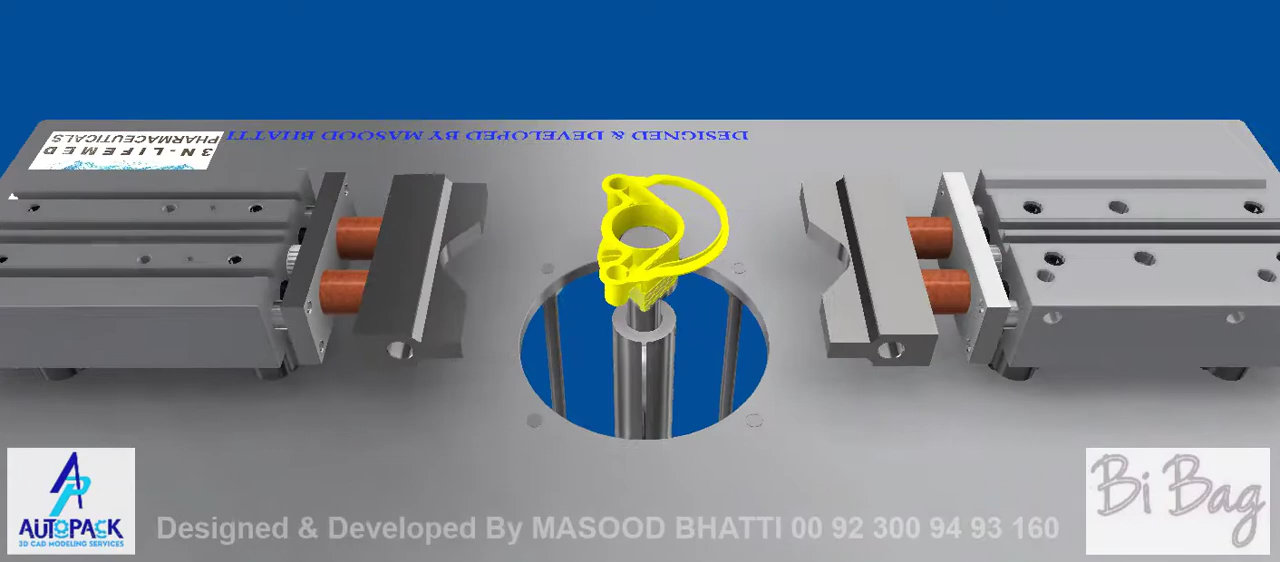 DESIGNED & DEVELOPED BY MASOOD BHATTI
3N-LIFEMED
PHARMACEUTICALS
AUTOPACK
3D CAD MODELING SERVICES
Designed & Developed By MASOOD BHATTI 00 92 300 94 93 160
Bi Bag